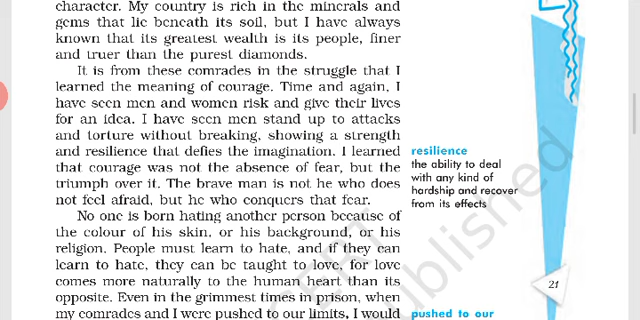 character. My country is rich in the minerals and
gems that lie beneath its soil, but I have always
known that its greatest wealth is its people, finer
and truer than the purest diamonds.
It is from these comrades in the struggle that I
learned the meaning of courage. Time and again, I
have seen men and women risk and give their lives
for an idea. I have seen men stand up to attacks
and torture without breaking, showing a strength
and resilience that defies the imagination. I learned
that courage was not the absence of fear, but the
triumph over it. The brave man is not he who does
not feel afraid, but he who conquers that fear.
No one is born hating another person because of
the colour of his skin, or his background, or his
religion. People must learn to hate, and if they can
learn to hate, they can be taught to love, for love
comes more naturally to the human heart than its
opposite. Even in the grimmest times in prison, when
my comrades and I were pushed to our limits, I would
resilience
the ability to deal
with any kind of
hardship and recover
from its effects
21
pushed to our